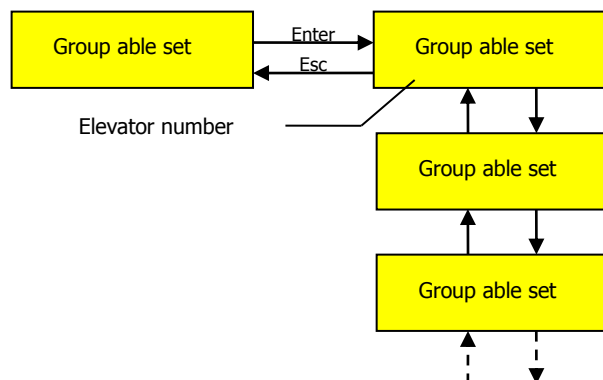 Group able set
Enter
Group able set
Esc
Elevator number
Group able set
Group able set